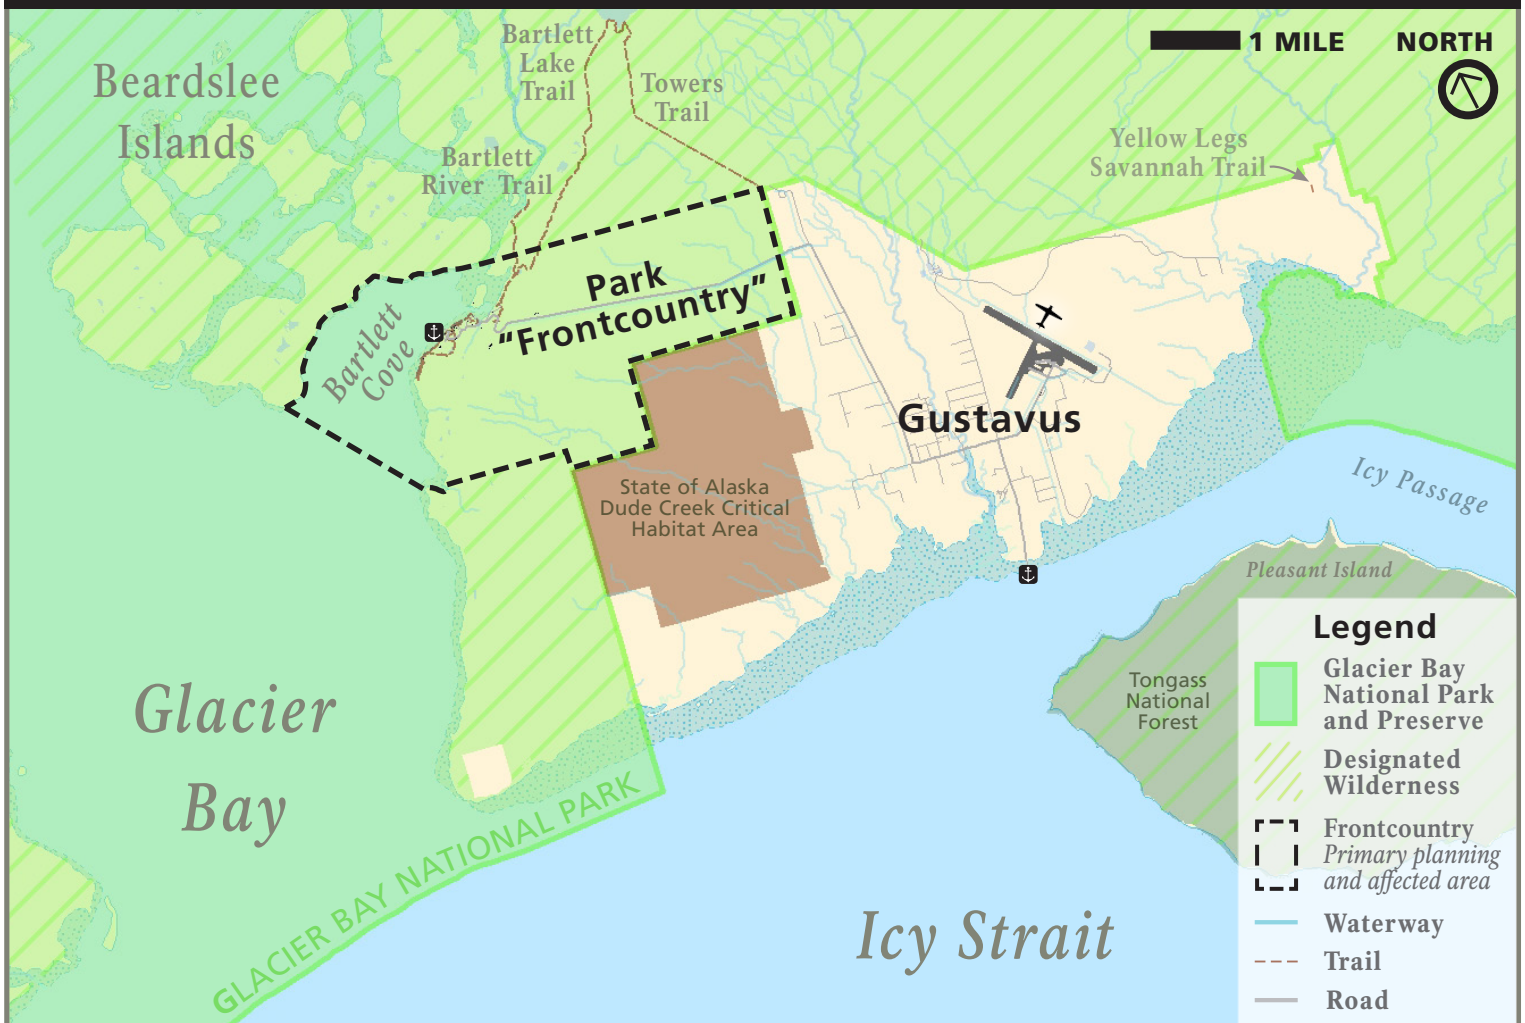 1 MILE
NORTH
Beardslee
Islands
Bartlett
Lake
Trail
Towers
Trail
Bartlett
River Trail
Yellow Legs
Savannah Trail
Park
“Frontcountry”
Bartlett
Cove
Gustavus
State of Alaska
Dude Creek Critical
Habitat Area
Icy Passage
Pleasant Island
Tongass
National
Forest
Glacier
Bay
GLACIER BAY NATIONAL PARK
Icy Strait
Legend
Glacier Bay
National Park
and Preserve
Designated
Wilderness
Frontcountry
Primary planning
and affected area
Waterway
Trail
Road